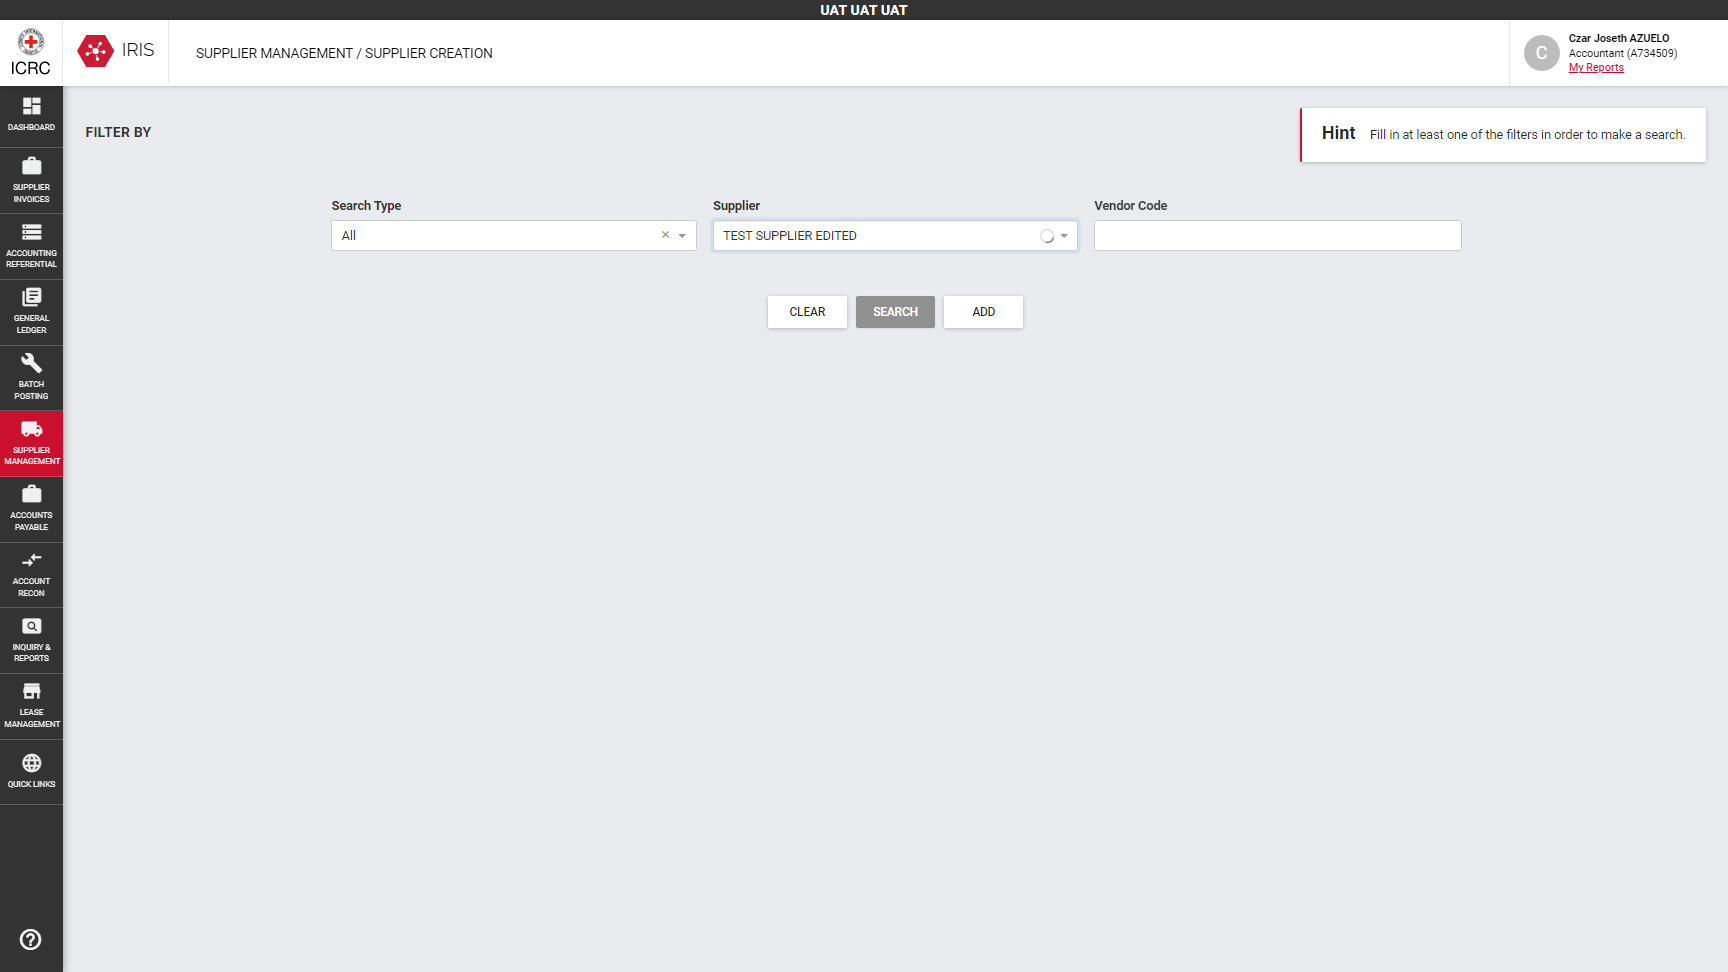 UAT UAT UAT
ICRC
IRIS
SUPPLIER MANAGEMENT / SUPPLIER CREATION
C
Czar Joseth AZUELO
Accountant (A734509)
My Reports
DASHBOARD
SUPPLIER
INVOICES
ACCOUNTING
REFERENTIAL
GENERAL
LEDGER
BATCH
POSTING
SUPPLIER
MANAGEMENT
ACCOUNTS
PAYABLE
ACCOUNT
RECON
INQUIRY &
REPORTS
LEASE
MANAGEMENT
QUICK LINKS
FILTER BY
Hint Fill in at least one of the filters in order to make a search.
Search Type
All
Supplier
TEST SUPPLIER EDITED
Vendor Code
CLEAR
SEARCH
ADD